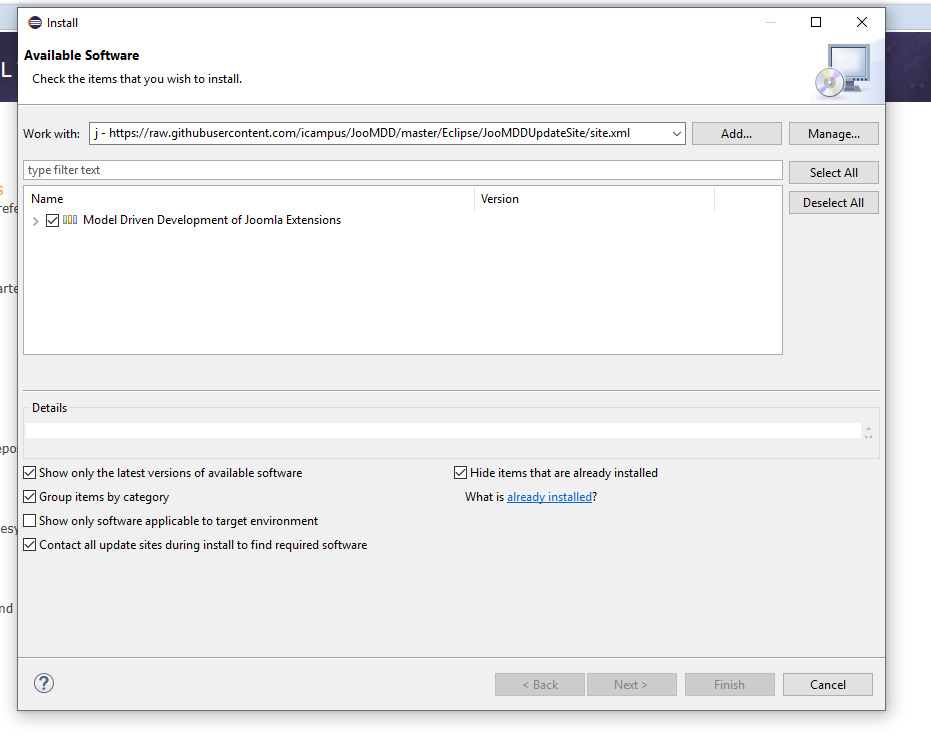 Install
Available Software
Check the items that you wish to install.
L
Work with: j - https://raw.githubusercontent.com/icampus/JooMDD/master/Eclipse/JooMDDUpdateSite/site.xml Add... Manage...
type filter text Select All
s
refe
Name Version Deselect All
Model Driven Development of Joomla Extensions
arte
Details
epo
Show only the latest versions of available software Hide items that are already installed
Group items by category What is already installed?
Show only software applicable to target environment
esy
Contact all update sites during install to find required software
nd
? < Back Next > Finish Cancel